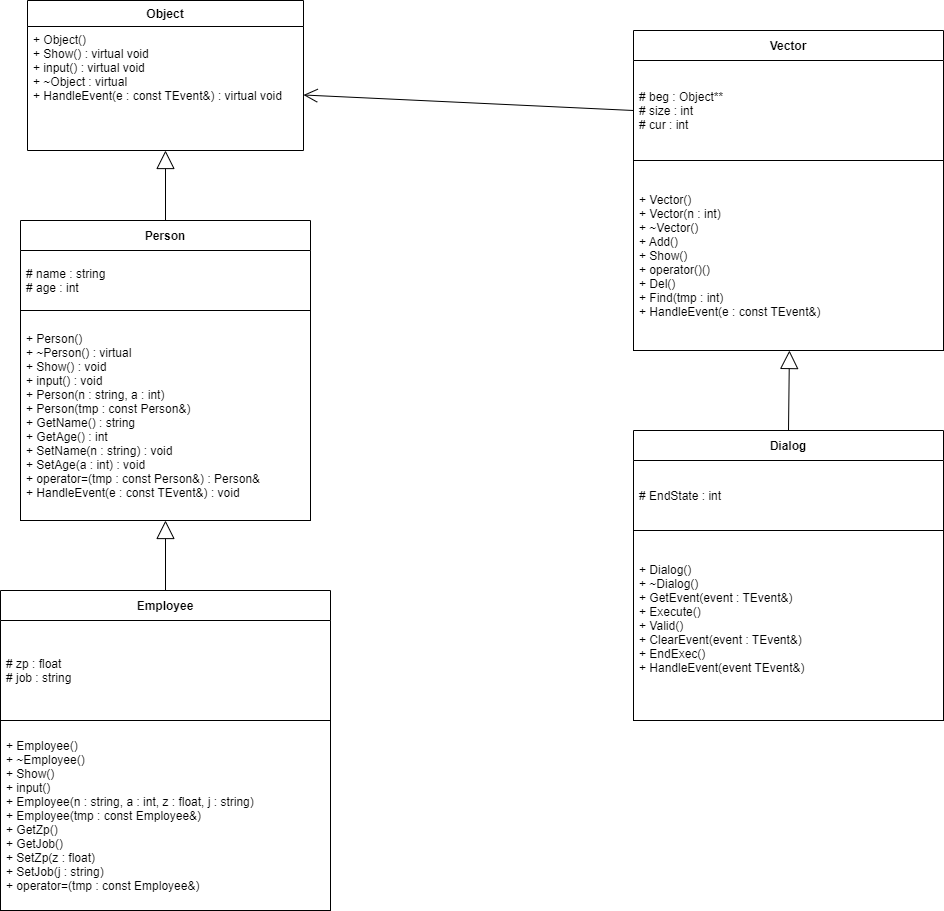 Object
+ Object()
+ Show() : virtual void
+ input() : virtual void
+ ~Object : virtual
+ HandleEvent(e : const TEvent&) : virtual void
Person
# name : string
# age : int
+ Person()
+ ~Person() : virtual
+ Show() : void
+ input() : void
+ Person(n : string, a : int)
+ Person(tmp : const Person&)
+ GetName() : string
+ GetAge() : int
+ SetName(n : string) : void
+ SetAge(a : int) : void
+ operator=(tmp : const Person&) : Person&
+ HandleEvent(e : const TEvent&) : void
Employee
# zp : float
# job : string
+ Employee()
+ ~Employee()
+ Show()
+ input()
+ Employee(n : string, a : int, z : float, j : string)
+ Employee(tmp : const Employee&)
+ GetZp()
+ GetJob()
+ SetZp(z : float)
+ SetJob(j : string)
+ operator=(tmp : const Employee&)
Vector
# beg : Object**
# size : int
# cur : int
+ Vector()
+ Vector(n : int)
+ ~Vector()
+ Add()
+ Show()
+ operator()()
+ Del()
+ Find(tmp : int)
+ HandleEvent(e : const TEvent&)
Dialog
# EndState : int
+ Dialog()
+ ~Dialog()
+ GetEvent(event : TEvent&)
+ Execute()
+ Valid()
+ ClearEvent(event : TEvent&)
+ EndExec()
+ HandleEvent(event TEvent&)